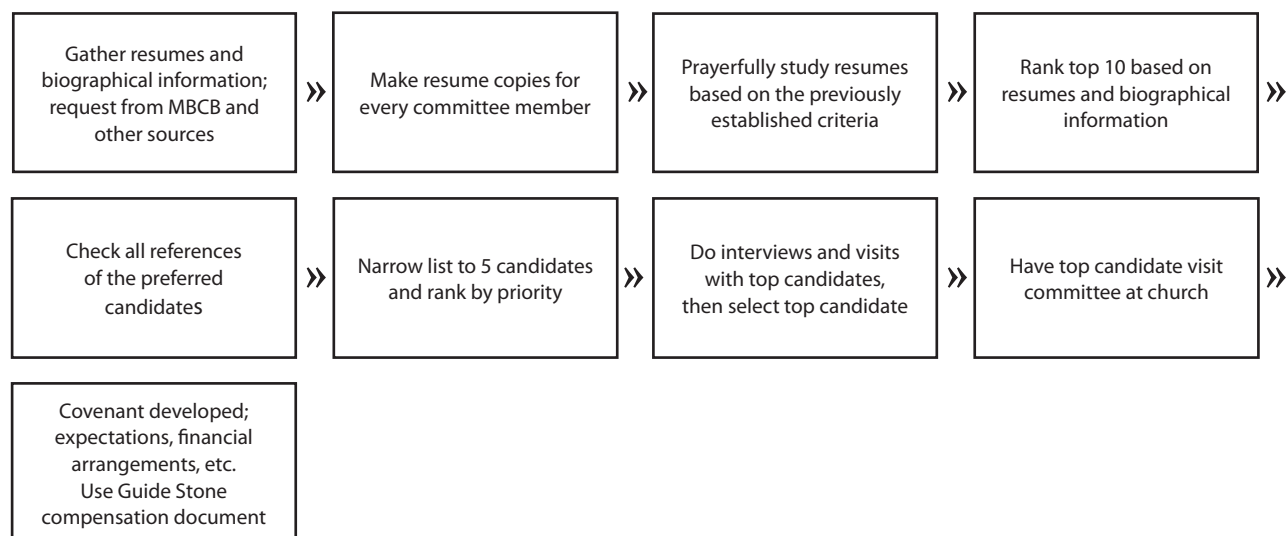 Gather resumes and
biographical information;
request from MBCB and
other sources
»
Make resume copies for
every committee member
»
Prayerfully study resumes
based on the previously
established criteria
»
Rank top 10 based on
resumes and biographical
information
»
Check all references
of the preferred
candidates
»
Narrow list to 5 candidates
and rank by priority
»
Do interviews and visits
with top candidates,
then select top candidate
»
Have top candidate visit
committee at church
»
Covenant developed;
expectations, financial
arrangements, etc.
Use Guide Stone
compensation document